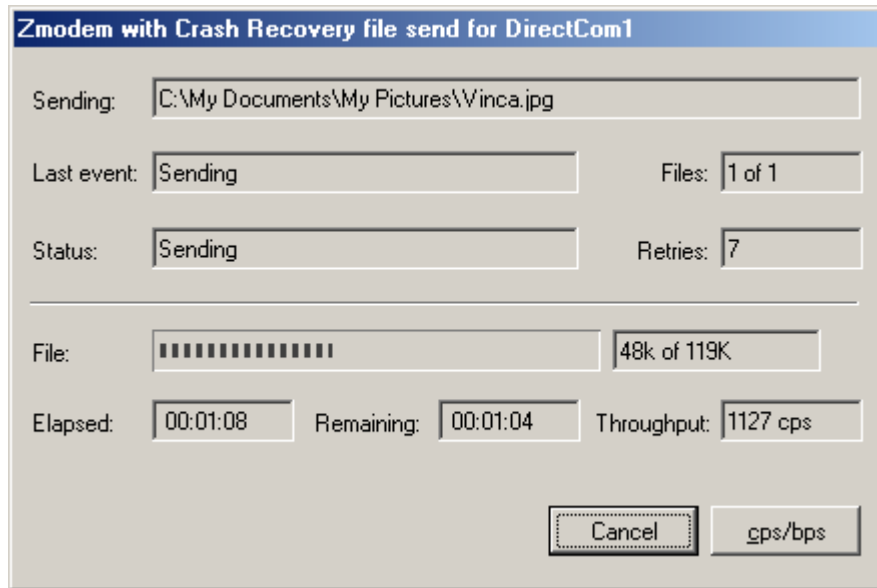 Zmodem with Crash Recovery file send for DirectCom1
Sending: C:\My Documents\My Pictures\Vinca.jpg
Last event: Sending Files: 1 of 1
Status: Sending Retries: 7
File: 48k of 119K
Elapsed: 00:01:08 Remaining: 00:01:04 Throughput: 1127 cps
Cancel cps/bps